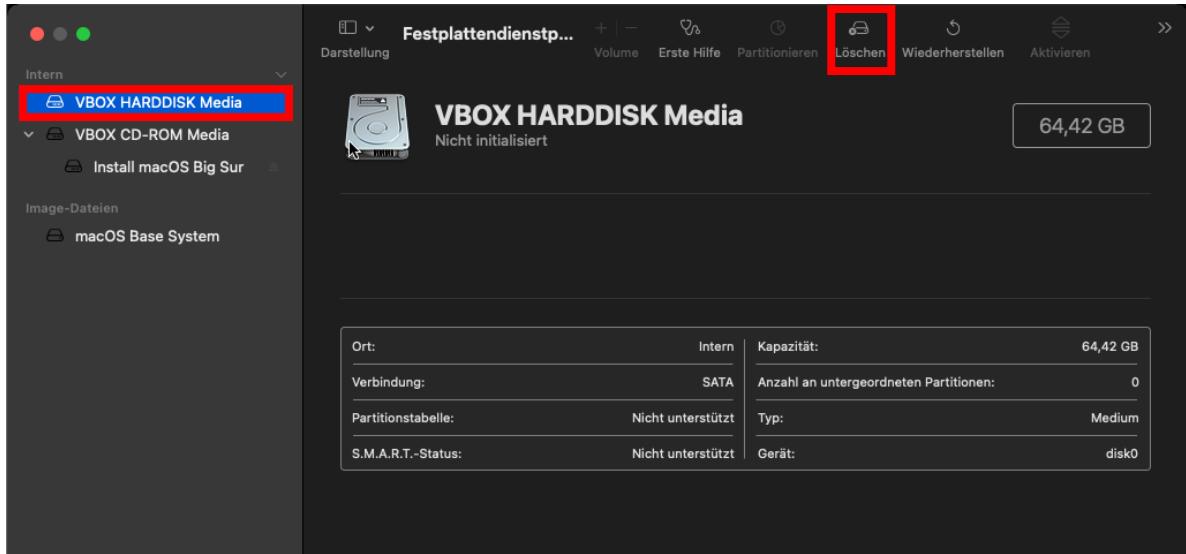 Festplattendienstp...
Darstellung
Volume
Erste Hilfe
Partitionieren
Löschen
Wiederherstellen
Aktivieren
Intern
VBOX HARDDISK Media
VBOX CD-ROM Media
Install macOS Big Sur
Image-Dateien
macOS Base System
VBOX HARDDISK Media
Nicht initialisiert
64,42 GB
Ort: Intern
Kapazität: 64,42 GB
Verbindung: SATA
Anzahl an untergeordneten Partitionen: 0
Partitionstabelle: Nicht unterstützt
Typ: Medium
S.M.A.R.T.-Status: Nicht unterstützt
Gerät: disk0